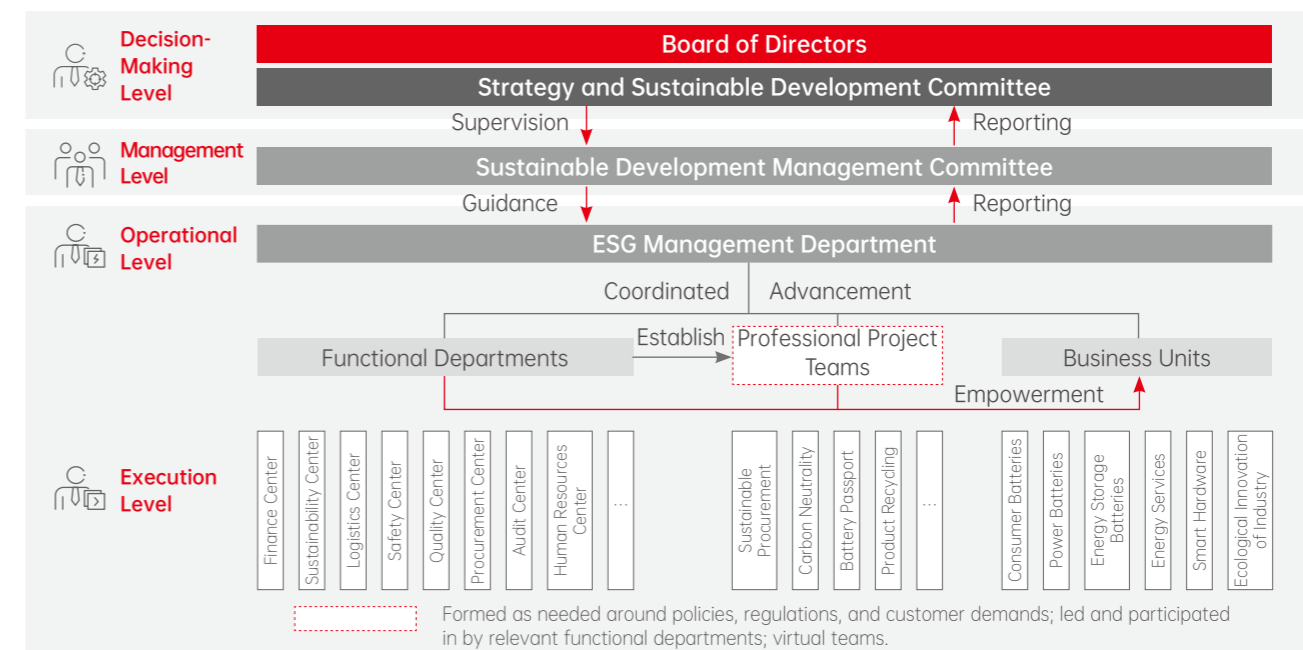 Decision-
Making
Level
Board of Directors
Strategy and Sustainable Development Committee
Supervision
Reporting
Management
Level
Sustainable Development Management Committee
Guidance
Reporting
Operational
Level
ESG Management Department
Coordinated
Advancement
Functional Departments
Establish
Professional Project
Teams
Business Units
Empowerment
Execution
Level
Finance Center
Sustainability Center
Logistics Center
Safety Center
Quality Center
Procurement Center
Audit Center
Human Resources
Center
...
Sustainable
Procurement
Carbon Neutrality
Battery Passport
Product Recycling
...
Consumer Batteries
Power Batteries
Energy Storage
Batteries
Energy Services
Smart Hardware
Ecological Innovation
of Industry
Formed as needed around policies, regulations, and customer demands; led and participated
in by relevant functional departments; virtual teams.